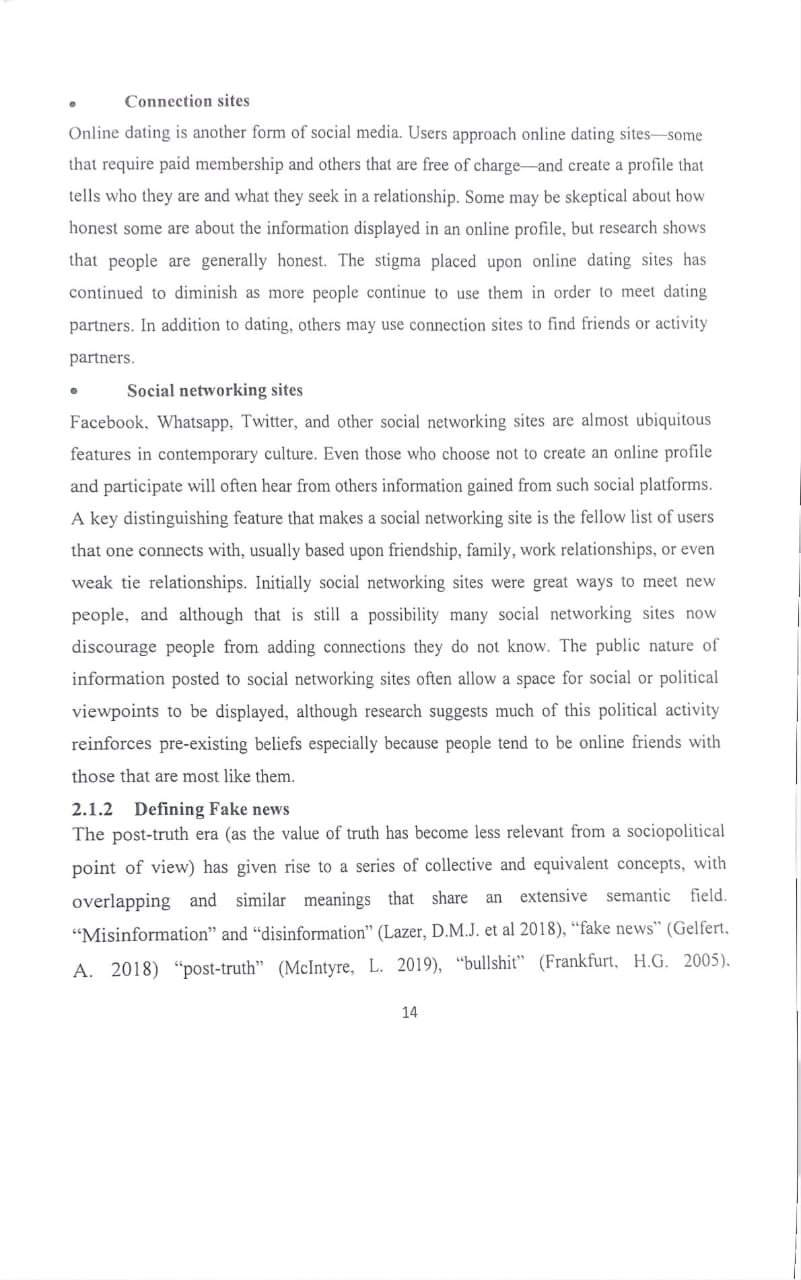 • Connection sites
Online dating is another form of social media. Users approach online dating sites—some
that require paid membership and others that are free of charge—and create a profile that
tells who they are and what they seek in a relationship. Some may be skeptical about how
honest some are about the information displayed in an online profile, but research shows
that people are generally honest. The stigma placed upon online dating sites has
continued to diminish as more people continue to use them in order to meet dating
partners. In addition to dating, others may use connection sites to find friends or activity
partners.
• Social networking sites
Facebook, Whatsapp, Twitter, and other social networking sites are almost ubiquitous
features in contemporary culture. Even those who choose not to create an online profile
and participate will often hear from others information gained from such social platforms.
A key distinguishing feature that makes a social networking site is the fellow list of users
that one connects with, usually based upon friendship, family, work relationships, or even
weak tie relationships. Initially social networking sites were great ways to meet new
people, and although that is still a possibility many social networking sites now
discourage people from adding connections they do not know. The public nature of
information posted to social networking sites often allow a space for social or political
viewpoints to be displayed, although research suggests much of this political activity
reinforces pre-existing beliefs especially because people tend to be online friends with
those that are most like them.
2.1.2 Defining Fake news
The post-truth era (as the value of truth has become less relevant from a sociopolitical
point of view) has given rise to a series of collective and equivalent concepts, with
overlapping and similar meanings that share an extensive semantic field.
“Misinformation” and “disinformation” (Lazer, D.M.J. et al 2018), “fake news” (Gelfert,
A. 2018) “post-truth” (McIntyre, L. 2019), “bullshit” (Frankfurt, H.G. 2005).
14